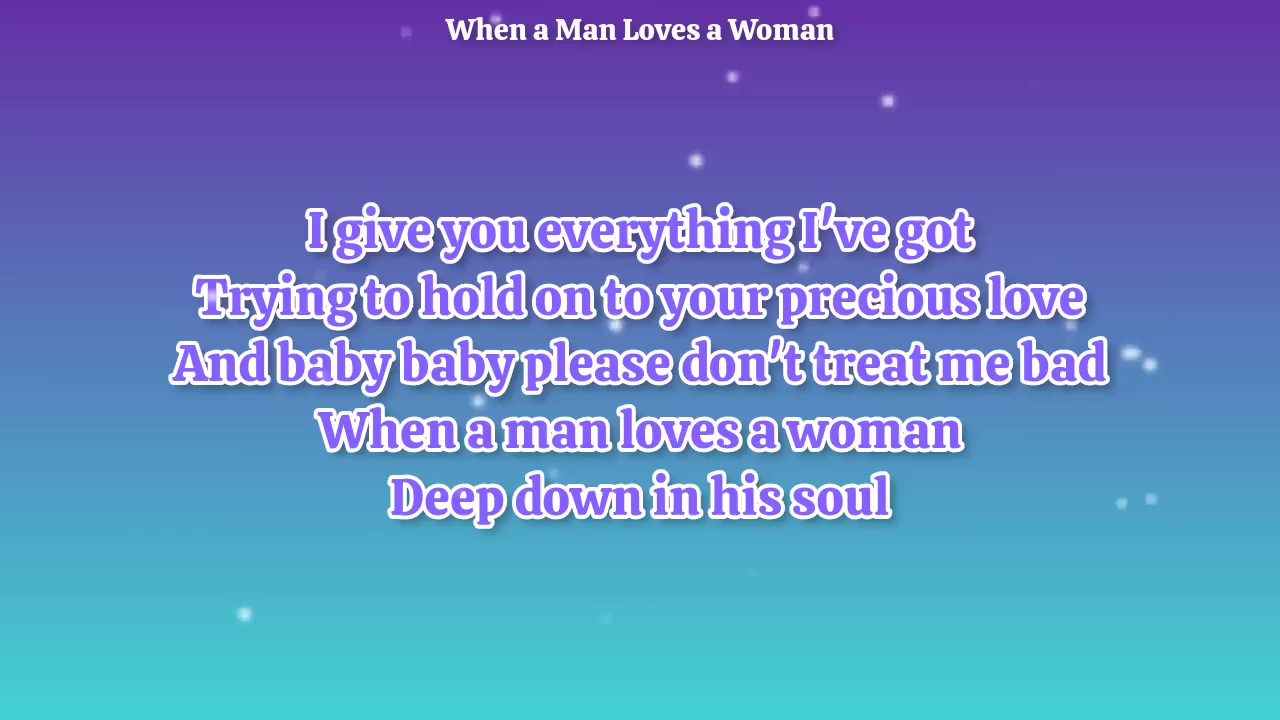 When a Man Loves a Woman
I give you everything I've got
Trying to hold on to your precious love
And baby baby please don't treat me bad
When a man loves a woman
Deep down in his soul